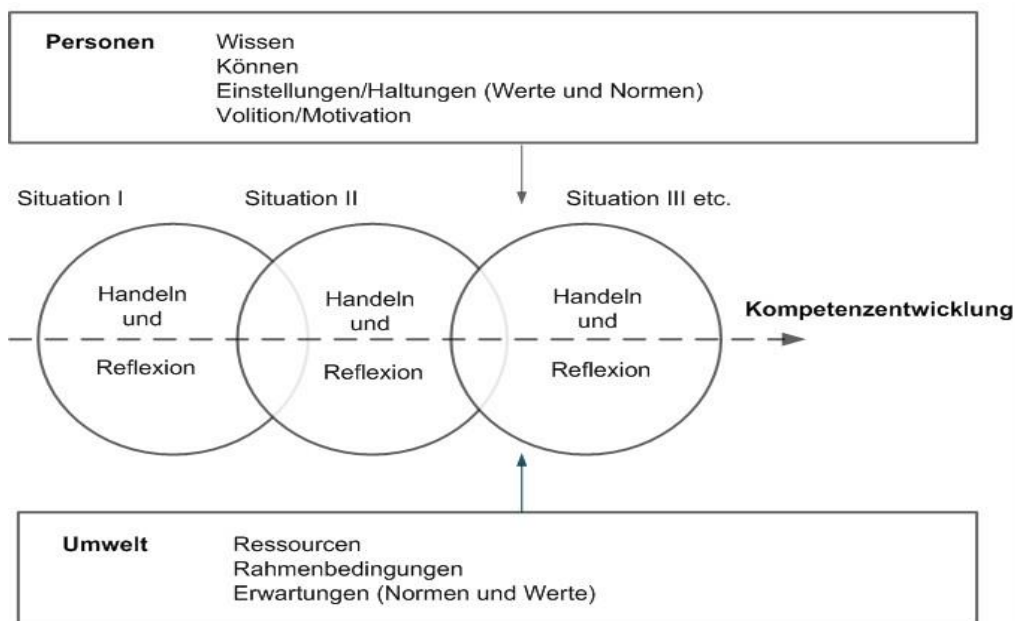 Personen Wissen
Können
Einstellungen/Haltungen (Werte und Normen)
Volition/Motivation
Situation I Situation II Situation III etc.
Handeln und Reflexion
Handeln und Reflexion
Handeln und Reflexion
Kompetenzentwicklung
Umwelt Ressourcen
Rahmenbedingungen
Erwartungen (Normen und Werte)